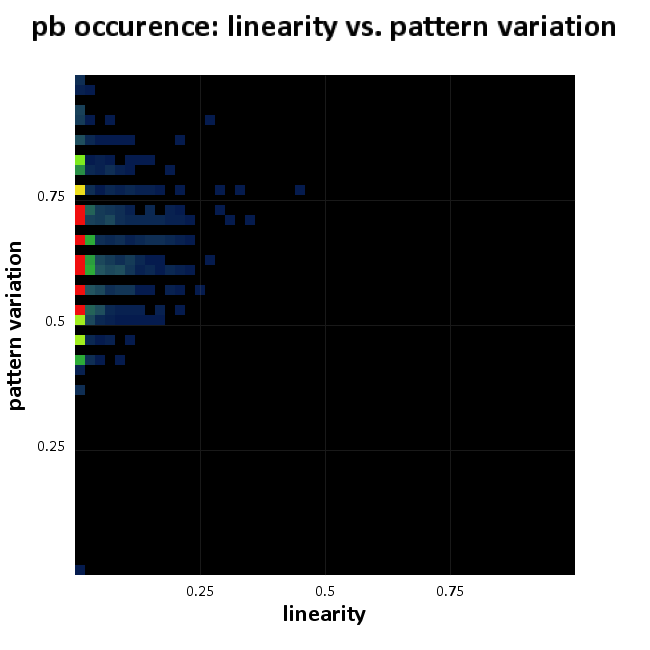 pb occurence: linearity vs. pattern variation
0.75
0.5
0.25
pattern variation
0.25 0.5 0.75
linearity